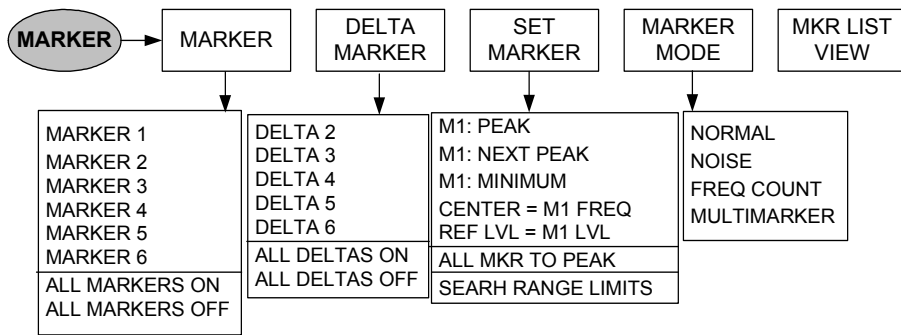 MARKER
MARKER
DELTA
MARKER
SET
MARKER
MARKER
MODE
MKR LIST
VIEW
MARKER 1
MARKER 2
MARKER 3
MARKER 4
MARKER 5
MARKER 6
ALL MARKERS ON
ALL MARKERS OFF
DELTA 2
DELTA 3
DELTA 4
DELTA 5
DELTA 6
ALL DELTAS ON
ALL DELTAS OFF
M1: PEAK
M1: NEXT PEAK
M1: MINIMUM
CENTER = M1 FREQ
REF LVL = M1 LVL
ALL MKR TO PEAK
SEARH RANGE LIMITS
NORMAL
NOISE
FREQ COUNT
MULTIMARKER